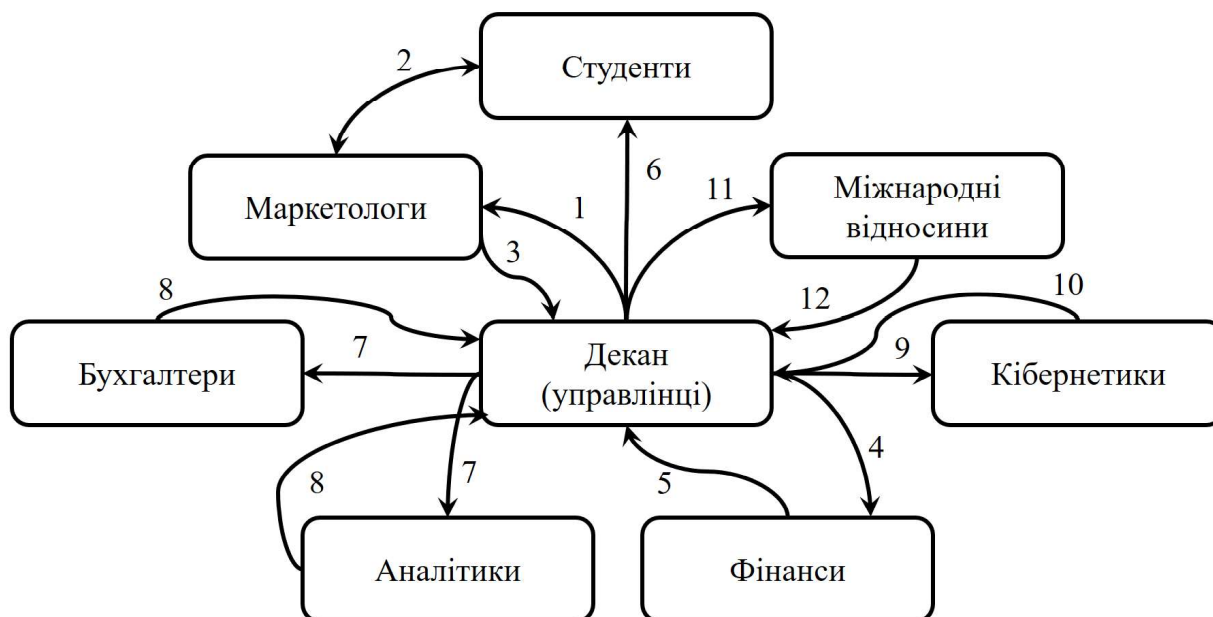 Студенти
2
Маркетологи
1
6
11
Міжнародні
відносини
3
8
12
10
Бухгалтери
7
Декан
(управлінці)
9
Кібернетики
8
7
5
4
Аналітики
Фінанси